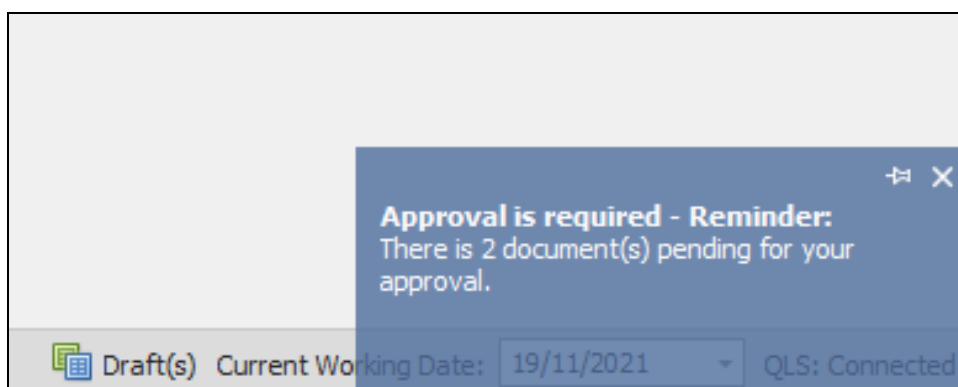 Approval is required - Reminder:
There is 2 document(s) pending for your
approval.
Draft(s) Current Working Date: 19/11/2021 QLS: Connected